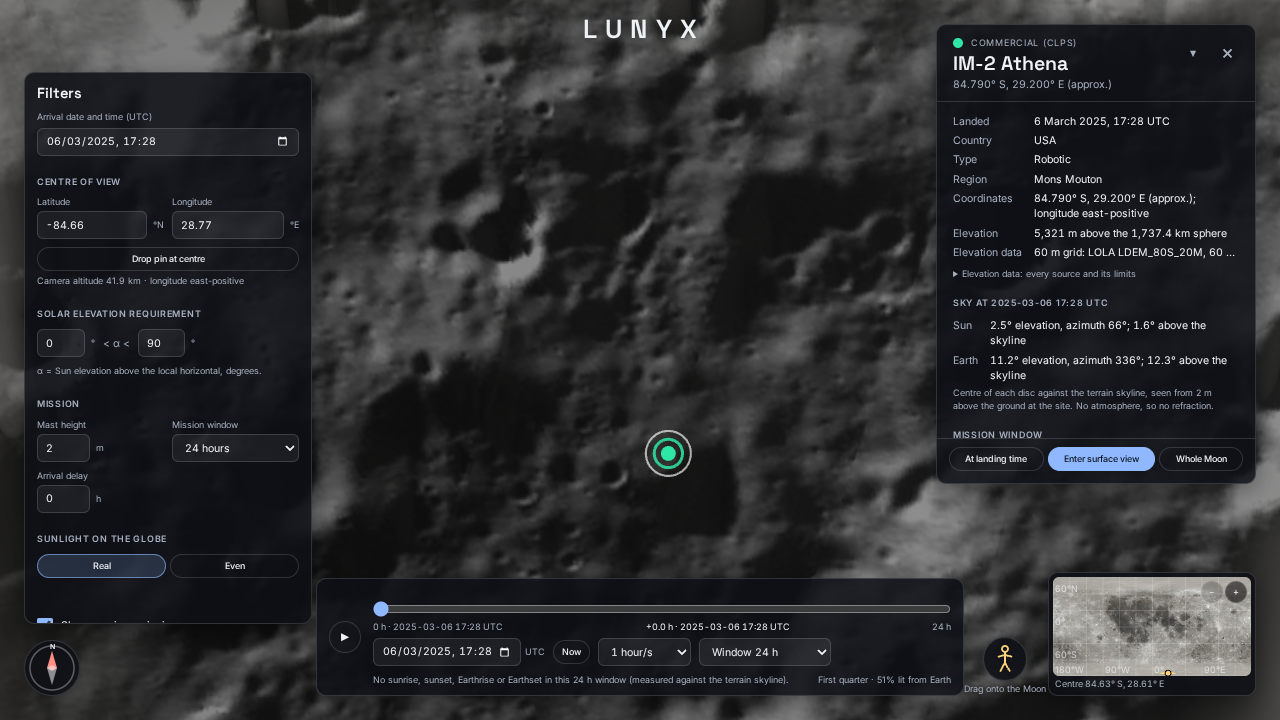 LUNYX
Filters
Arrival date and time (UTC)
06/03/2025, 17:28
CENTRE OF VIEW
Latitude
Longitude
-84.66
°N
28.77
°E
Drop pin at centre
Camera altitude 41.9 km · longitude east-positive
SOLAR ELEVATION REQUIREMENT
0 ° < α < 90 °
α = Sun elevation above the local horizontal, degrees.
MISSION
Mast height
Mission window
2 m
24 hours
Arrival delay
0 h
SUNLIGHT ON THE GLOBE
Real
Even
N
COMMERCIAL (CLPS)
IM-2 Athena
84.790° S, 29.200° E (approx.)
Landed 6 March 2025, 17:28 UTC
Country USA
Type Robotic
Region Mons Mouton
Coordinates 84.790° S, 29.200° E (approx.);
longitude east-positive
Elevation 5,321 m above the 1,737.4 km sphere
Elevation data 60 m grid: LOLA LDEM_80S_20M, 60 ...
Elevation data: every source and its limits
SKY AT 2025-03-06 17:28 UTC
Sun 2.5° elevation, azimuth 66°; 1.6° above the
skyline
Earth 11.2° elevation, azimuth 336°; 12.3° above the
skyline
Centre of each disc against the terrain skyline, seen from 2 m
above the ground at the site. No atmosphere, so no refraction.
MISSION WINDOW
At landing time
Enter surface view
Whole Moon
0 h · 2025-03-06 17:28 UTC
+0.0 h · 2025-03-06 17:28 UTC
24 h
06/03/2025, 17:28
UTC
Now
1 hour/s
Window 24 h
No sunrise, sunset, Earthrise or Earthset in this 24 h window (measured against the terrain skyline).
First quarter · 51% lit from Earth
Drag onto the Moon
60°N
0°
60°S
180°W 90°W 0° 90°E
− +
Centre 84.63° S, 28.61° E